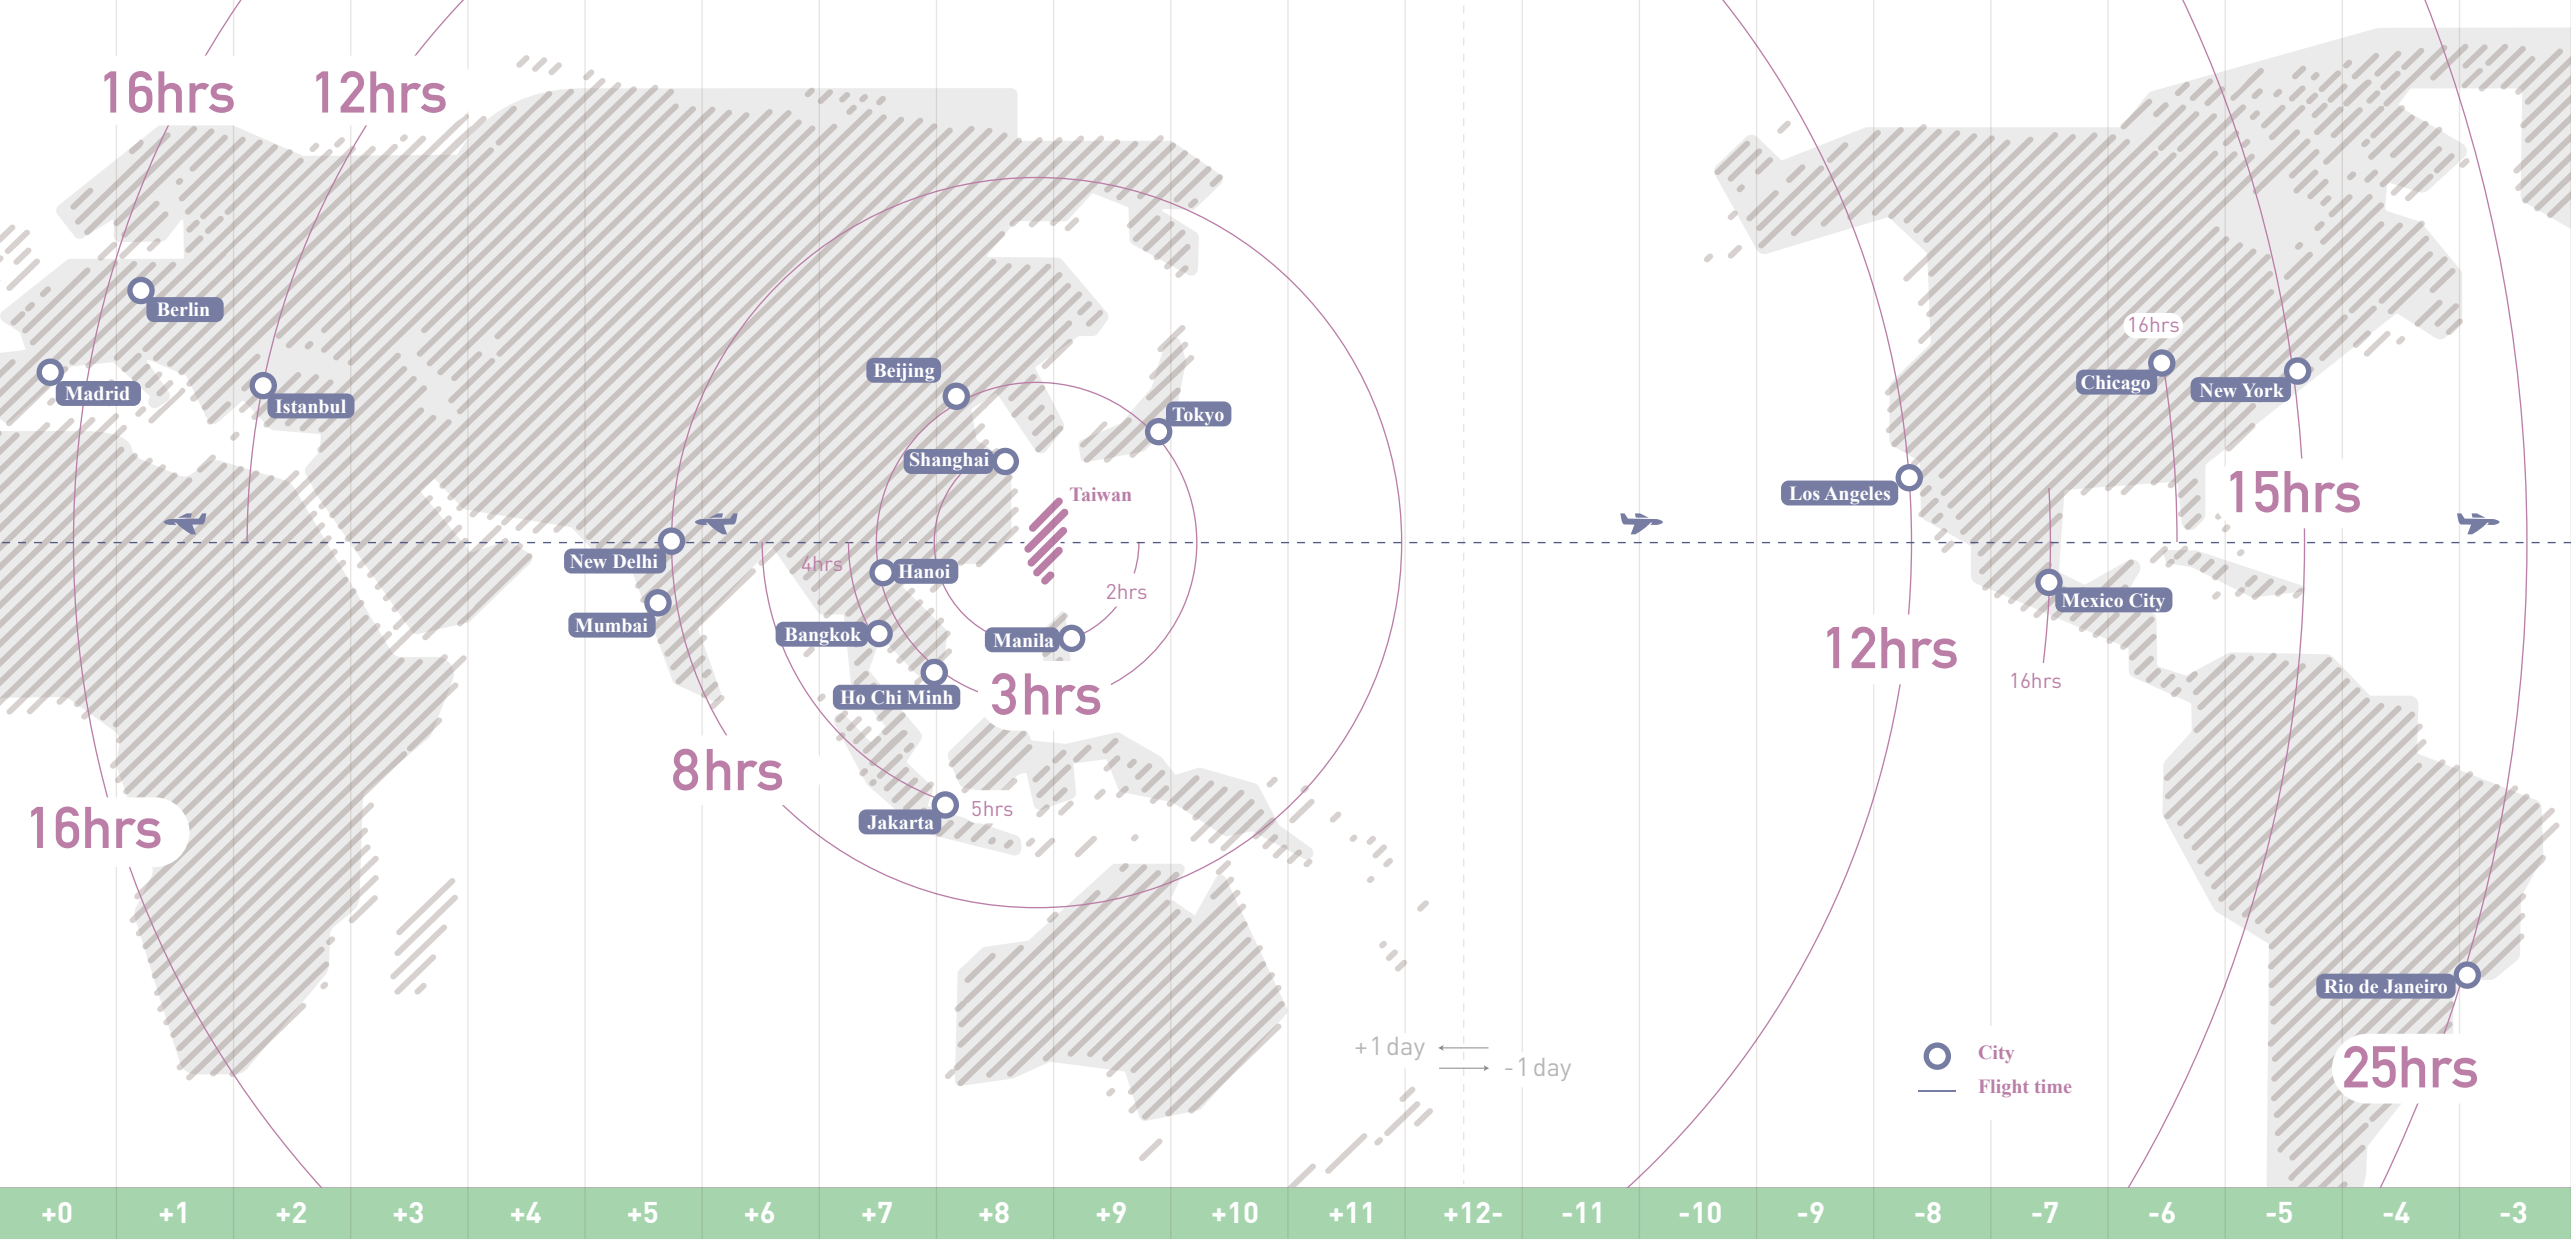 16hrs
12hrs
Berlin
Madrid
Istanbul
Beijing
Tokyo
Shanghai
Taiwan
New Delhi
4hrs
Hanoi
2hrs
Mumbai
Bangkok
Manila
Ho Chi Minh
3hrs
8hrs
16hrs
Jakarta
5hrs
16hrs
Chicago
New York
Los Angeles
15hrs
Mexico City
12hrs
16hrs
Rio de Janeiro
25hrs
+1 day
-1 day
City
Flight time
+0 +1 +2 +3 +4 +5 +6 +7 +8 +9 +10 +11 +12- -11 -10 -9 -8 -7 -6 -5 -4 -3